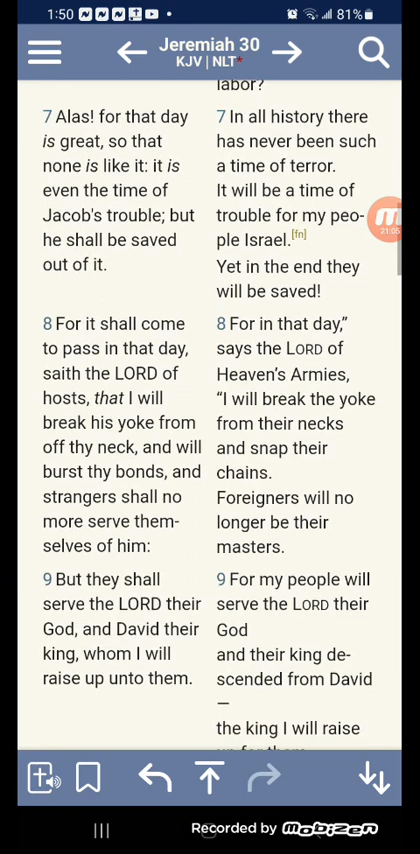 1:50
81%
Jeremiah 30
KJV | NLT*
labor?
7 Alas! for that day
is great, so that
none is like it: it is
even the time of
Jacob's trouble; but
he shall be saved
out of it.
7 In all history there
has never been such
a time of terror.
It will be a time of
trouble for my peo-
ple Israel.[fn]
Yet in the end they
will be saved!
21:05
8 For it shall come
to pass in that day,
saith the LORD of
hosts, that I will
break his yoke from
off thy neck, and will
burst thy bonds, and
strangers shall no
more serve them-
selves of him:
8 For in that day,”
says the LORD of
Heaven’s Armies,
“I will break the yoke
from their necks
and snap their
chains.
Foreigners will no
longer be their
masters.
9 But they shall
serve the LORD their
God, and David their
king, whom I will
raise up unto them.
9 For my people will
serve the LORD their
God
and their king de-
scended from David
—
the king I will raise
up for them
Recorded by Mobizen